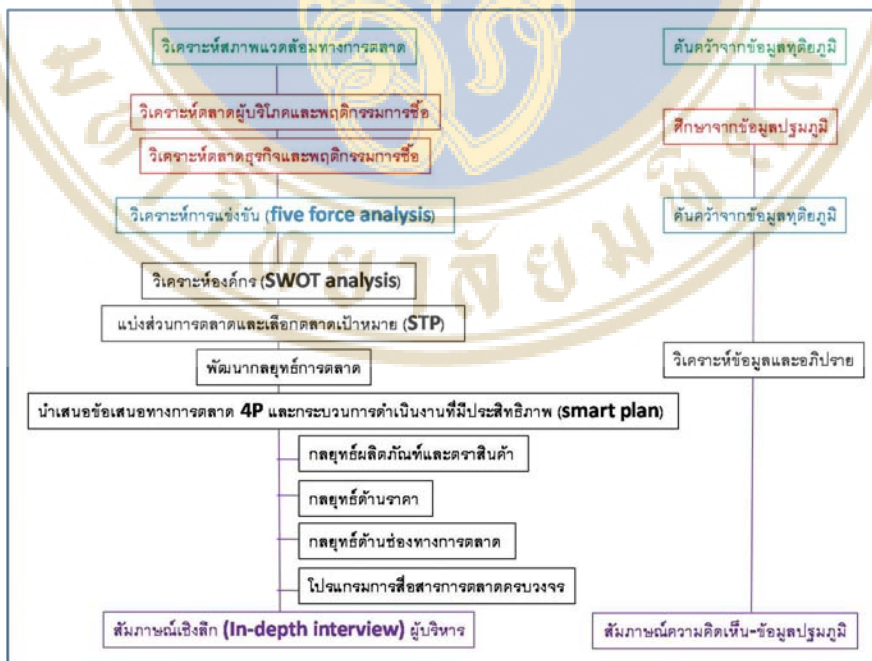 วิเคราะห์สภาพแวดล้อมทางการตลาด
ค้นคว้าจากข้อมูลทุติยภูมิ
วิเคราะห์ตลาดผู้บริโภคและพฤติกรรมการซื้อ
ศึกษาจากข้อมูลปฐมภูมิ
วิเคราะห์ตลาดธุรกิจและพฤติกรรมการซื้อ
วิเคราะห์การแข่งขัน (five force analysis)
ค้นคว้าจากข้อมูลทุติยภูมิ
วิเคราะห์องค์กร (SWOT analysis)
แบ่งส่วนการตลาดและเลือกตลาดเป้าหมาย (STP)
วิเคราะห์ข้อมูลและอภิปราย
พัฒนากลยุทธ์การตลาด
นำเสนอข้อเสนอทางการตลาด 4P และกระบวนการดำเนินงานที่มีประสิทธิภาพ (smart plan)
กลยุทธ์ผลิตภัณฑ์และตราสินค้า
กลยุทธ์ด้านราคา
กลยุทธ์ด้านช่องทางการตลาด
โปรแกรมการสื่อสารการตลาดครบวงจร
สัมภาษณ์เชิงลึก (In-depth interview) ผู้บริหาร
สัมภาษณ์ความคิดเห็น-ข้อมูลปฐมภูมิ
มหาวิทยาลัยมหิดล